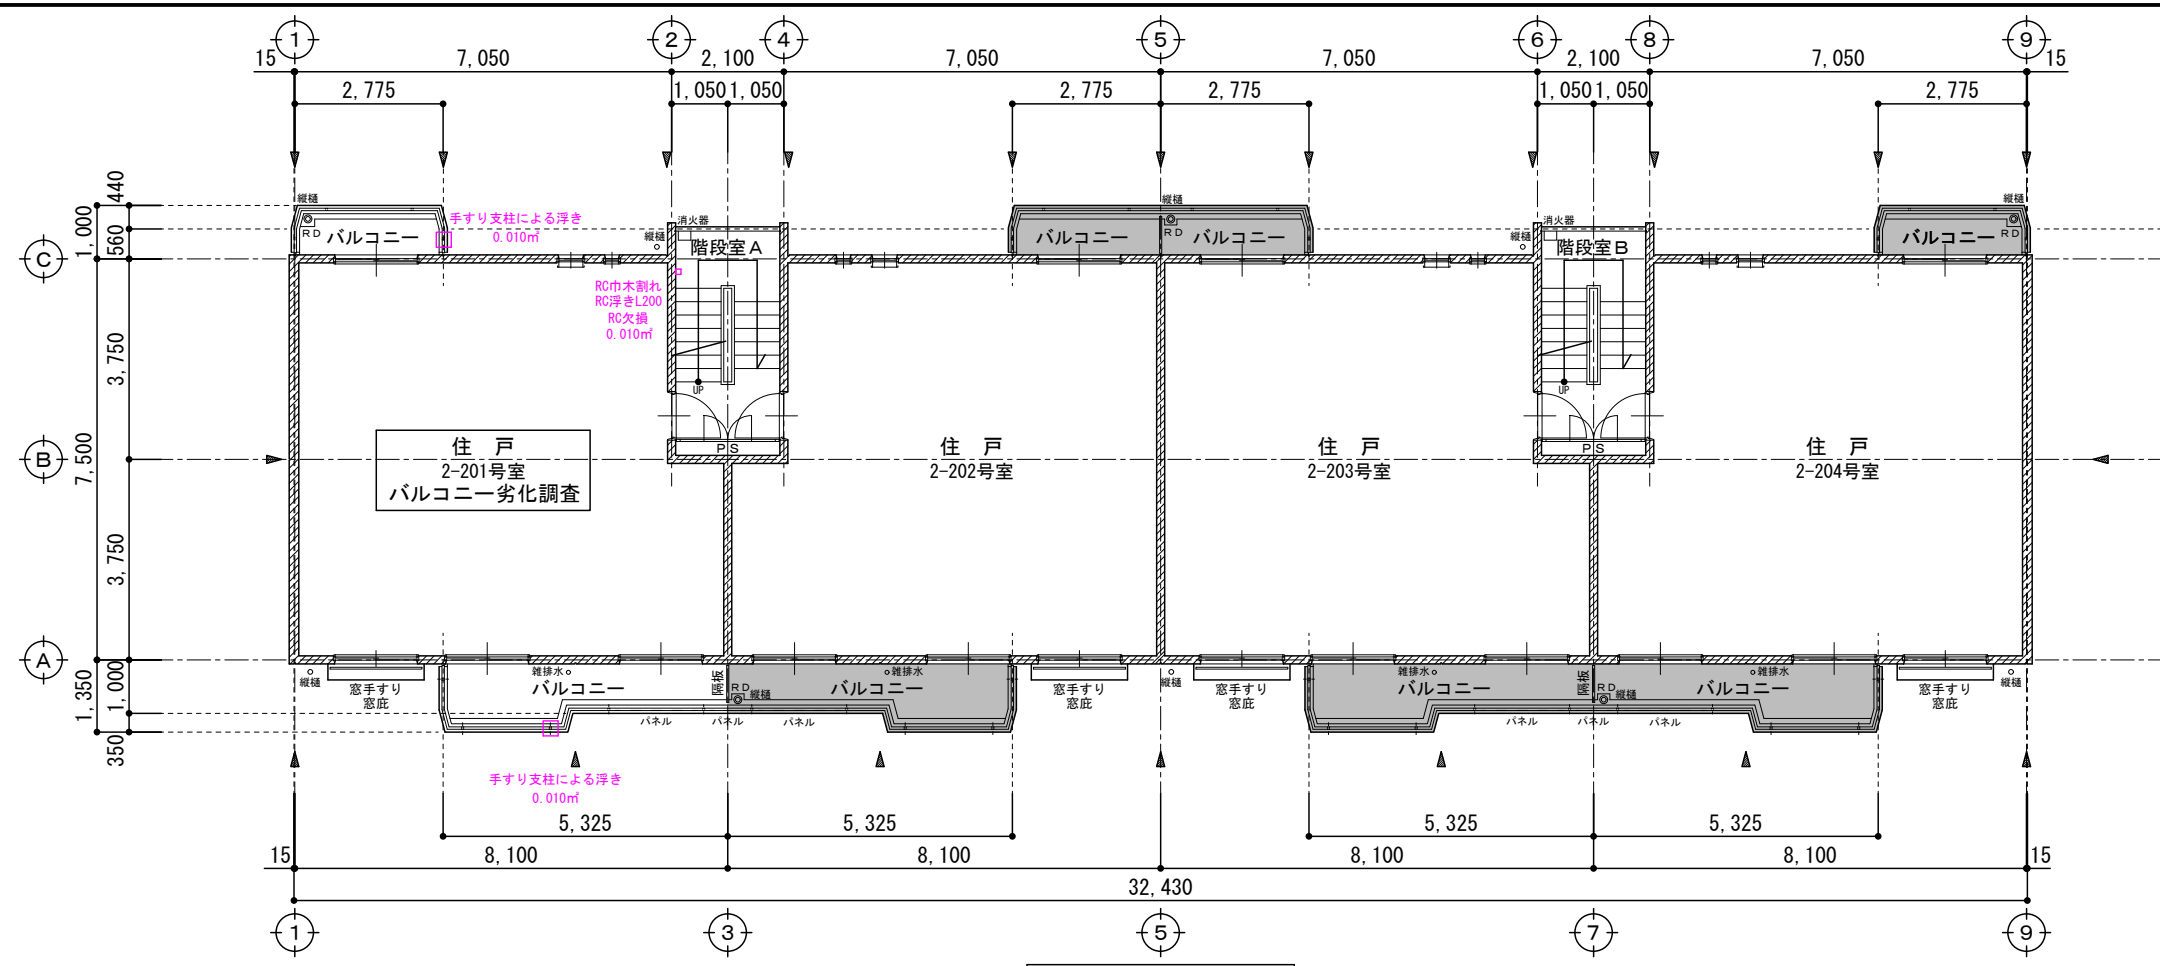 1 2 4 5 6 8 9
15 7,050 2,100 7,050 7,050 2,100 7,050 15
2,775 1,050 1,050 2,775 2,775 1,050 1,050 2,775
440
1,000
560
縦樋 手すり支柱による浮き 消火器 縦樋 消火器 縦樋
0.010㎡
RD バルコニー 縦樋 階段室A バルコニー RD バルコニー 縦樋 階段室B バルコニー RD
C
RC巾木割れ
RC浮きL200
RC欠損
0.010㎡
3,750
UP UP
住 戸 PS 住 戸 住 戸 PS 住 戸
B
7,500
2-201号室 2-202号室 2-203号室 2-204号室
バルコニー劣化調査
3,750
A
1,350
1,000
350
縦樋 窓手すり 雑排水 隔板 雑排水 窓手すり 縦樋 窓手すり 雑排水 隔板 雑排水 窓手すり 縦樋
窓庇 バルコニー RD 縦樋 バルコニー 窓庇 窓庇 バルコニー RD 縦樋 バルコニー 窓庇
パネル パネル パネル パネル パネル パネル
手すり支柱による浮き
0.010㎡
5,325 5,325 5,325 5,325
15 8,100 8,100 8,100 8,100 15
32,430
1 3 5 7 9